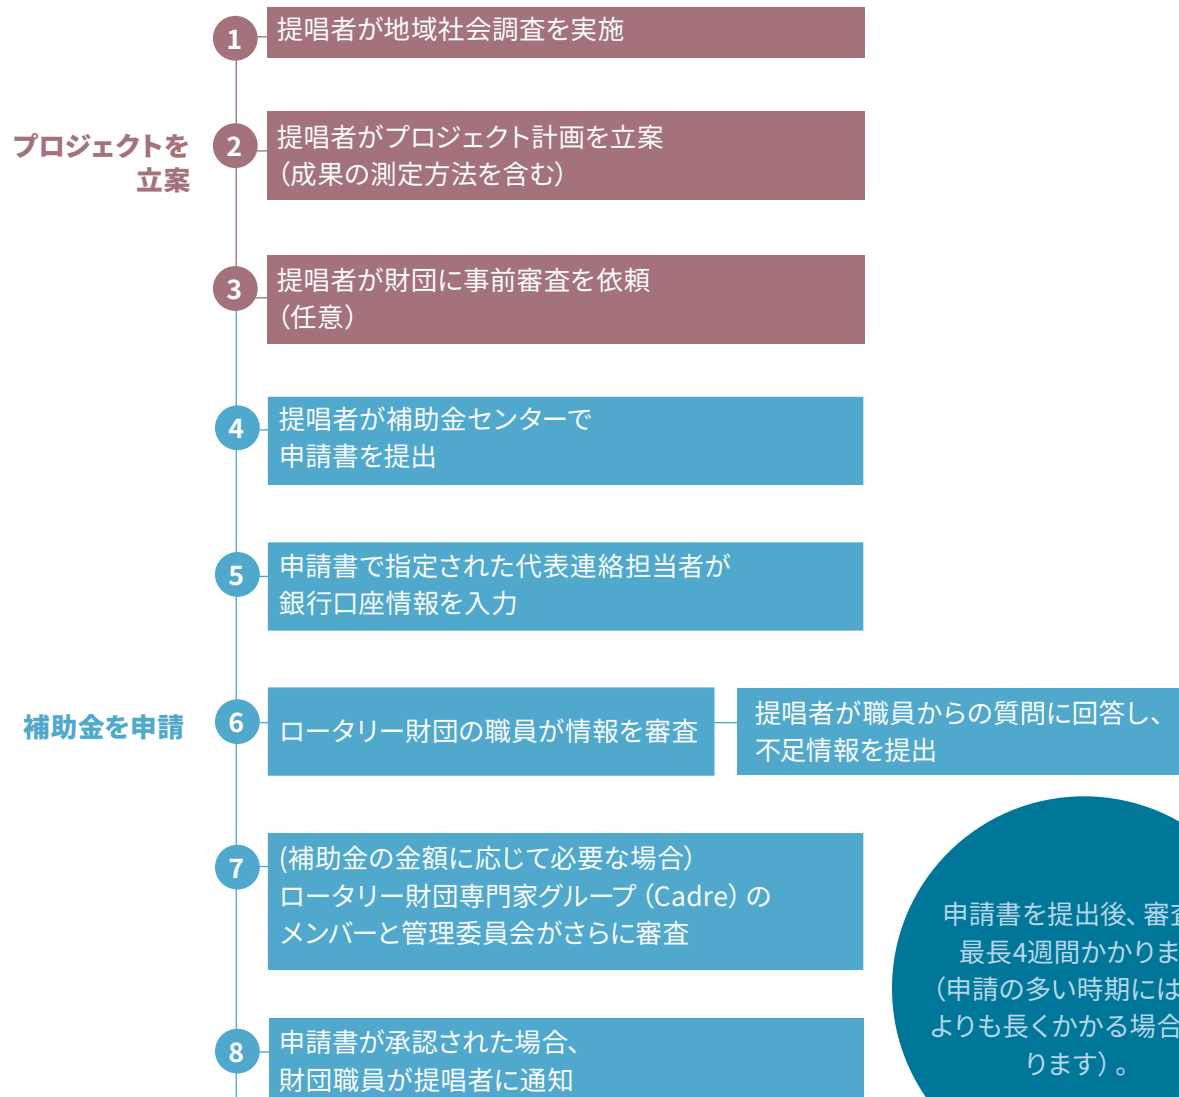 1
提唱者が地域社会調査を実施
プロジェクトを
立案
2
提唱者がプロジェクト計画を立案
（成果の測定方法を含む）
3
提唱者が財団に事前審査を依頼
（任意）
4
提唱者が補助金センターで
申請書を提出
5
申請書で指定された代表連絡担当者が
銀行口座情報を入力
補助金を申請
6
ロータリー財団の職員が情報を審査
提唱者が職員からの質問に回答し、
不足情報を提出
7
(補助金の金額に応じて必要な場合）
ロータリー財団専門家グループ（Cadre）の
メンバーと管理委員会がさらに審査
申請書を提出後、審査
最長4週間かかりま
（申請の多い時期には
よりも長くかかる場合
ります）。
8
申請書が承認された場合、
財団職員が提唱者に通知